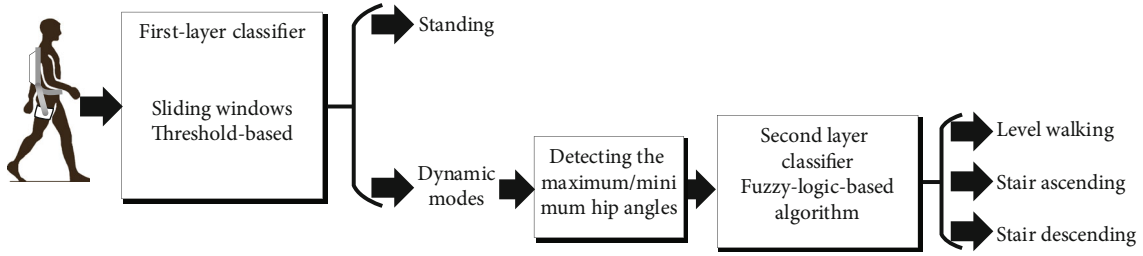 First-layer classifier
Sliding windows
Threshold-based
Standing
Dynamic
modes
Detecting the
maximum/mini
mum hip angles
Second layer
classifier
Fuzzy-logic-based
algorithm
Level walking
Stair ascending
Stair descending